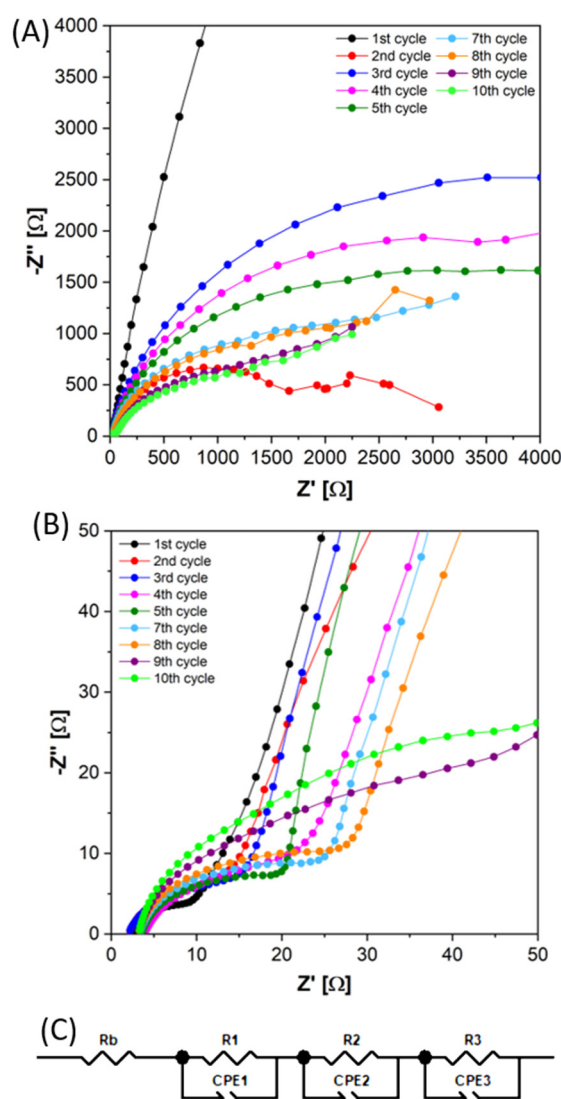 (A)
4000
3500
3000
2500
2000
1500
1000
500
0
-Z'' [Ω]
1st cycle
2nd cycle
3rd cycle
4th cycle
5th cycle
7th cycle
8th cycle
9th cycle
10th cycle
0 500 1000 1500 2000 2500 3000 3500 4000
Z' [Ω]
(B)
50
40
30
20
10
0
-Z'' [Ω]
1st cycle
2nd cycle
3rd cycle
4th cycle
5th cycle
7th cycle
8th cycle
9th cycle
10th cycle
0 10 20 30 40 50
Z' [Ω]
(C)
Rb R1 R2 R3
CPE1 CPE2 CPE3